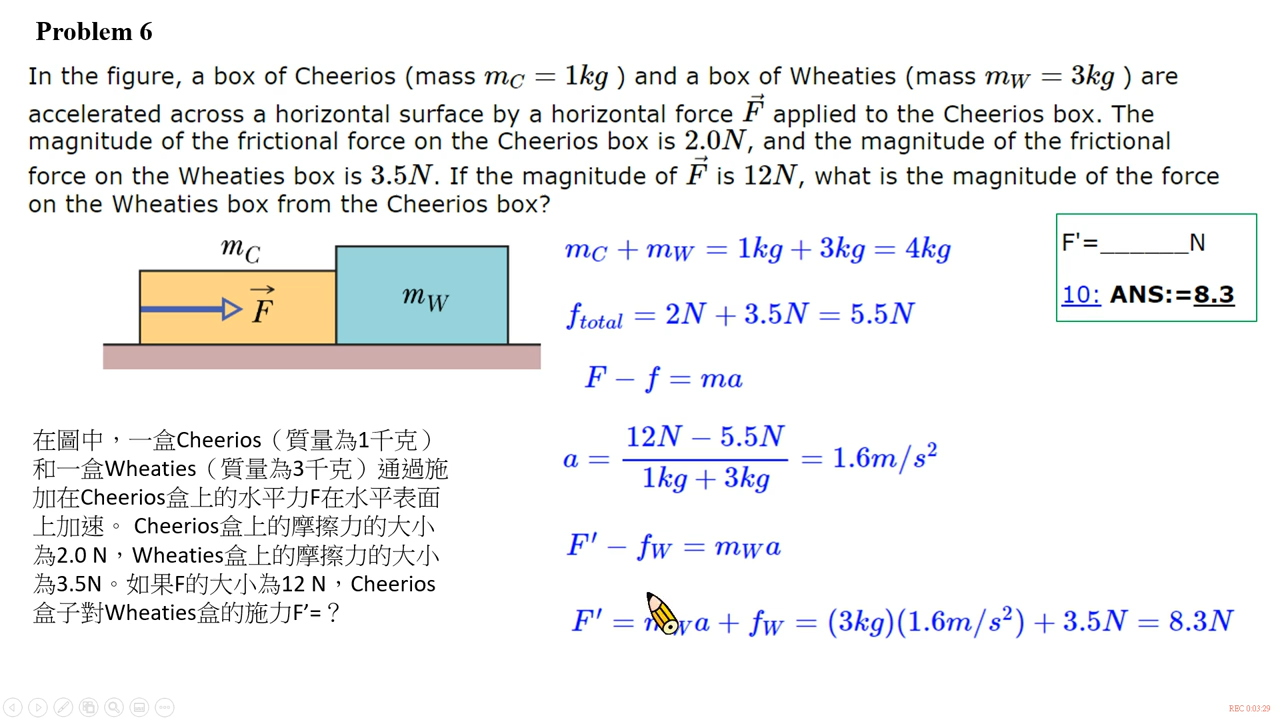 Problem 6
In the figure, a box of Cheerios (mass m_C = 1kg ) and a box of Wheaties (mass m_W = 3kg ) are
accelerated across a horizontal surface by a horizontal force F⃗ applied to the Cheerios box. The
magnitude of the frictional force on the Cheerios box is 2.0N, and the magnitude of the frictional
force on the Wheaties box is 3.5N. If the magnitude of F⃗ is 12N, what is the magnitude of the force
on the Wheaties box from the Cheerios box?
m_C
F⃗
m_W
m_C + m_W = 1kg + 3kg = 4kg
f_total = 2N + 3.5N = 5.5N
F − f = ma
a = (12N − 5.5N)/(1kg + 3kg) = 1.6m/s²
F′ − f_W = m_W a
F′ = m_W a + f_W = (3kg)(1.6m/s²) + 3.5N = 8.3N
F'=______N
10: ANS:=8.3
在圖中，一盒Cheerios（質量為1千克）
和一盒Wheaties（質量為3千克）通過施
加在Cheerios盒上的水平力F在水平表面
上加速。 Cheerios盒上的摩擦力的大小
為2.0 N，Wheaties盒上的摩擦力的大小
為3.5N。如果F的大小為12 N，Cheerios
盒子對Wheaties盒的施力F’=？
REC 0:03:29